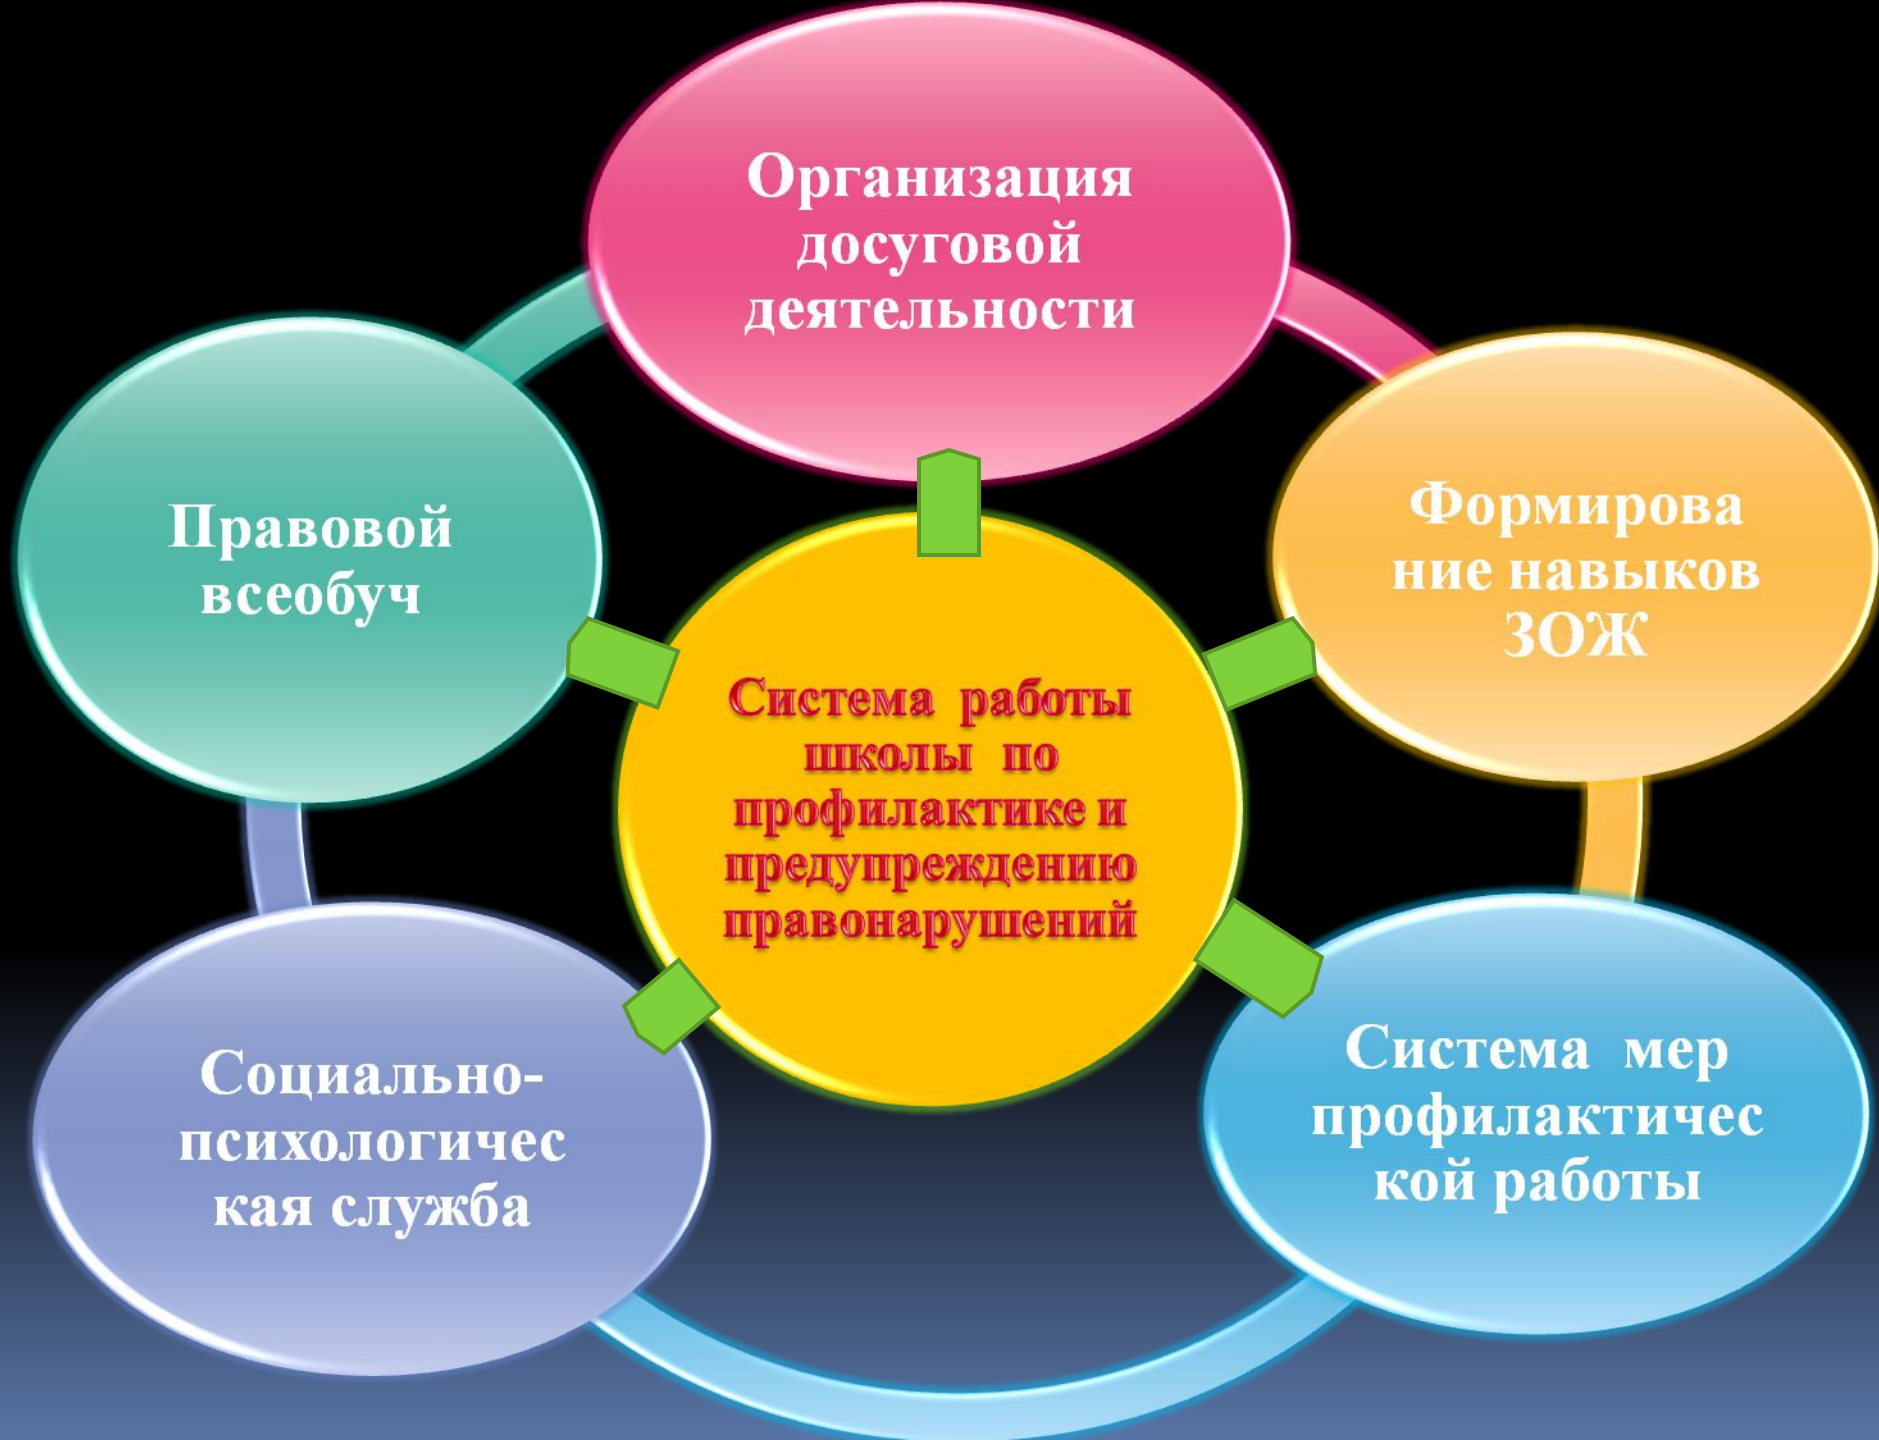 Организация
досуговой
деятельности
Правовой
всеобуч
Формирова
ние навыков
ЗОЖ
Система работы
школы по
профилактике и
предупреждению
правонарушений
Социально-
психологичес
кая служба
Система мер
профилактичес
кой работы